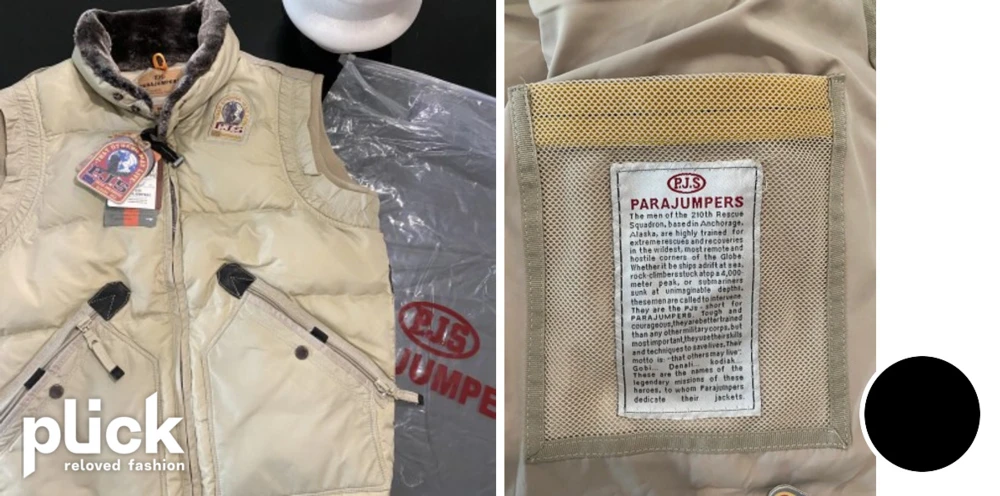 PJS
PARAJUMPERS
P.J.S
P.J.S
P.J.S
JUMPE
plick
reloved fashion
P.J.S
PARAJUMPERS
The men of the 210th Rescue
Squadron, based in Anchorage,
Alaska, are highly trained for
extreme rescues and recoveries
in the wildest, most remote and
hostile corners of the Globe.
Whether it be ships adrift at sea,
rock-climbers stuck atop a 4,000-
meter peak, or submariners
sunk at unimaginable depths,
these men are called to intervene.
They are the PJs - short for
PARAJUMPERS. Tough and
courageous, they are better trained
than any other military corps, but
most important, they use their skills
and techniques to save lives. Their
motto is: "that others may live".
Gobi... Denali... kodiak...
These are the names of the
legendary missions of these
heroes, to whom Parajumpers
dedicate their jackets.